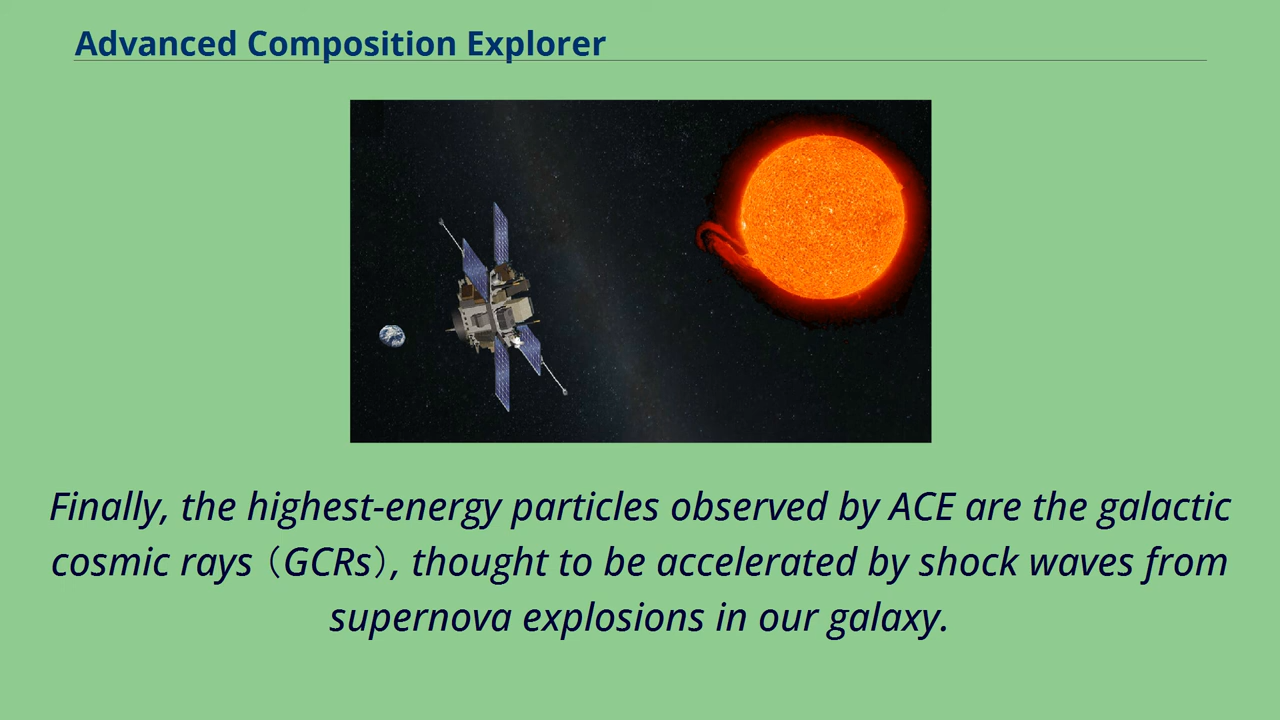 Advanced Composition Explorer
Finally, the highest-energy particles observed by ACE are the galactic
cosmic rays（GCRs）, thought to be accelerated by shock waves from
supernova explosions in our galaxy.